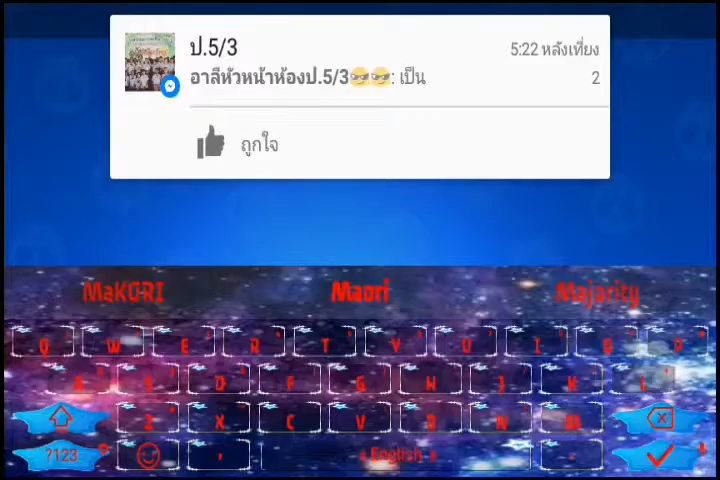 ป.5/3
5:22 หลังเที่ยง
อาลีหัวหน้าห้องป.5/3😎😎: เป็น
2
ถูกใจ
MaKORI Maori Majority
Q W E R T Y U I O P
A S D F G H J K L
Z X C V B N M
?123 , English .